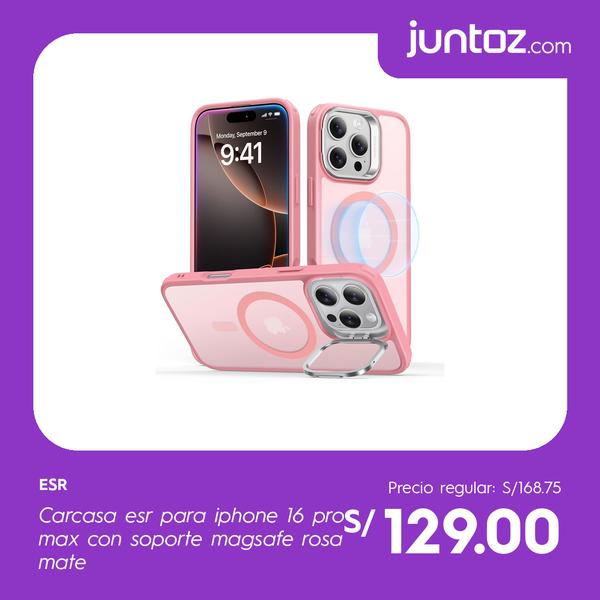 juntoz.com
Monday, September 9
9:41
ESR
Precio regular: S/168.75
Carcasa esr para iphone 16 pro
max con soporte magsafe rosa
mate
S/ 129.00